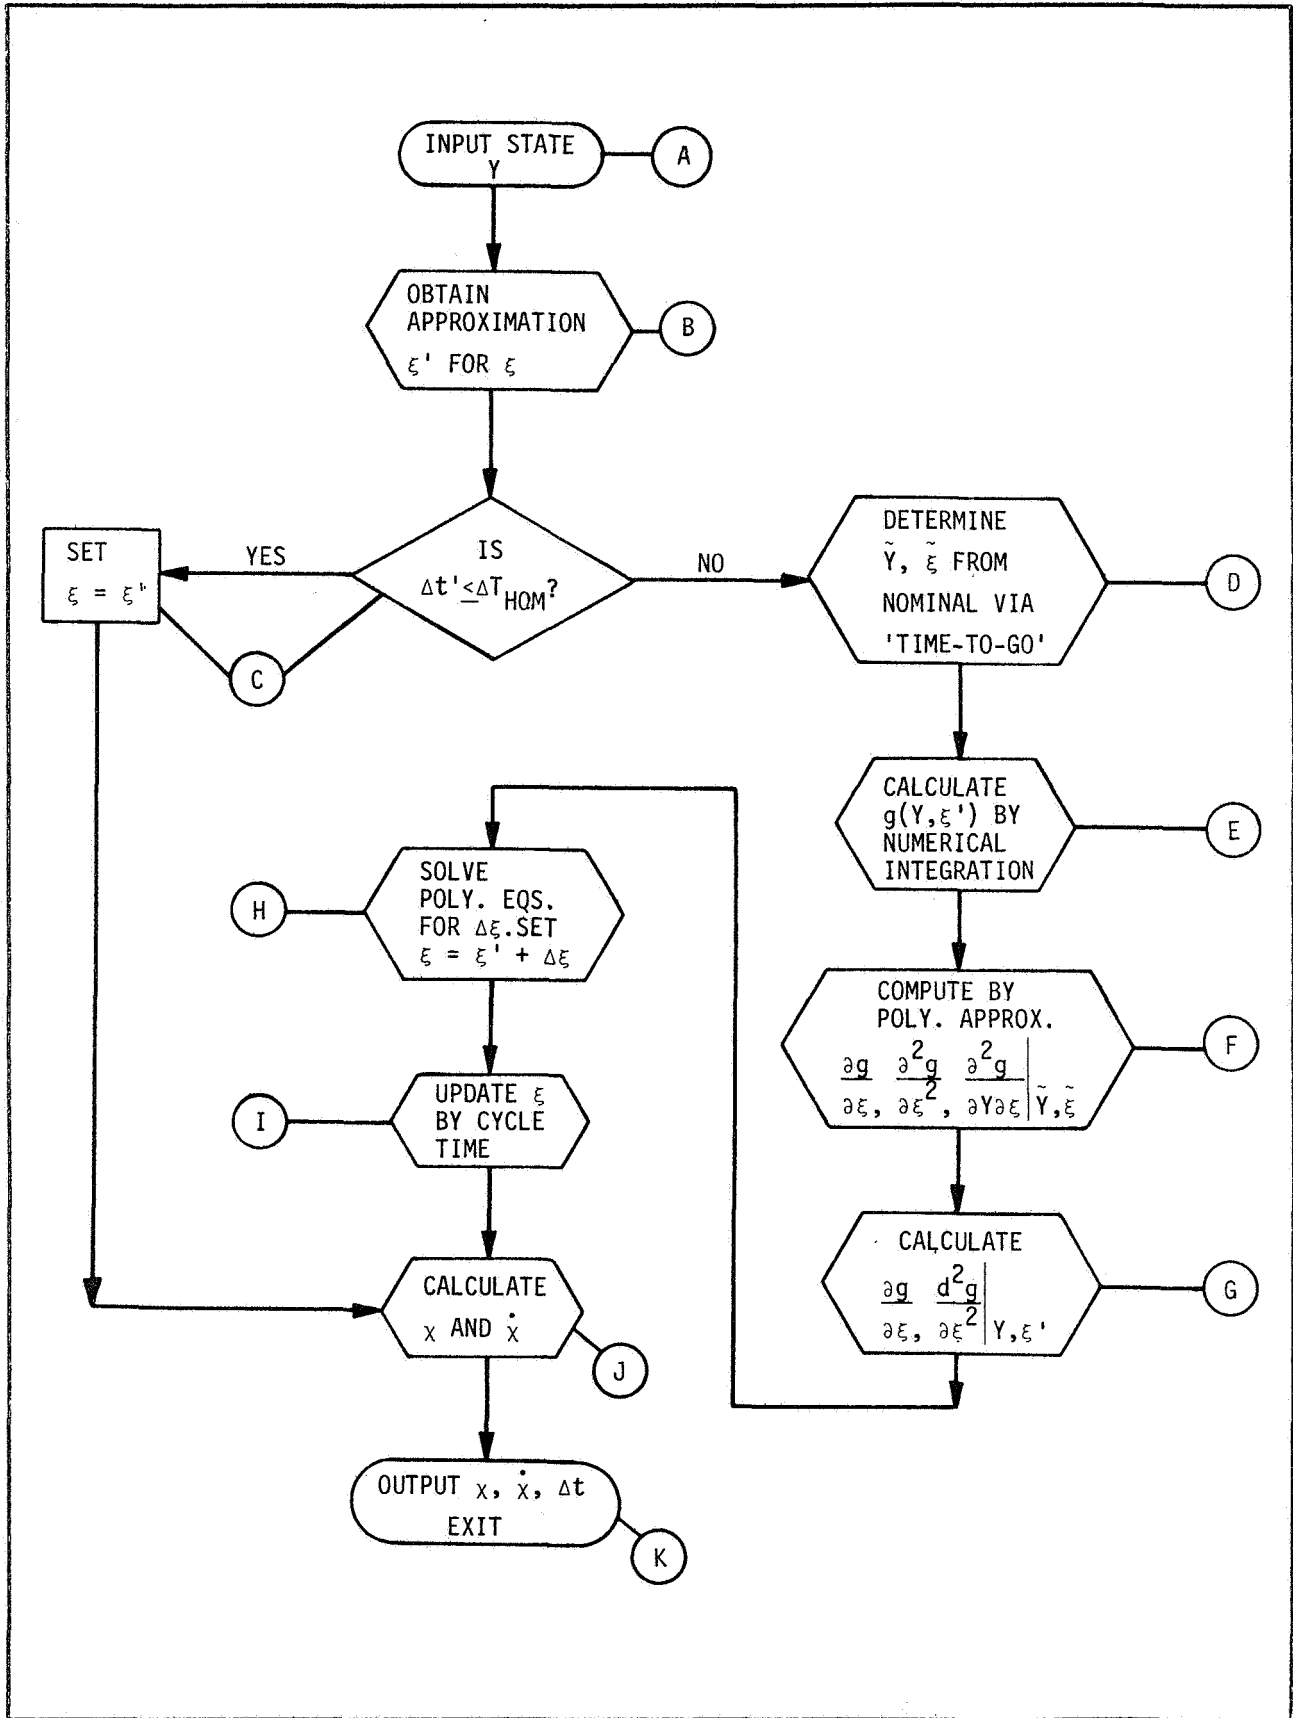 INPUT STATE
Y
A
OBTAIN
APPROXIMATION
ξ' FOR ξ
B
IS
Δt'≤ΔT_HOM?
YES
NO
SET
ξ = ξ'
C
DETERMINE
Ỹ, ξ̃ FROM
NOMINAL VIA
'TIME-TO-GO'
D
CALCULATE
g(Y,ξ') BY
NUMERICAL
INTEGRATION
E
COMPUTE BY
POLY. APPROX.
∂g ∂²g ∂²g
∂ξ, ∂ξ², ∂Y∂ξ | Ỹ,ξ̃
F
CALCULATE
∂g d²g
∂ξ, ∂ξ² | Y,ξ'
G
SOLVE
POLY. EQS.
FOR Δξ.SET
ξ = ξ' + Δξ
H
UPDATE ξ
BY CYCLE
TIME
I
CALCULATE
χ AND χ̇
J
OUTPUT χ, χ̇, Δt
EXIT
K